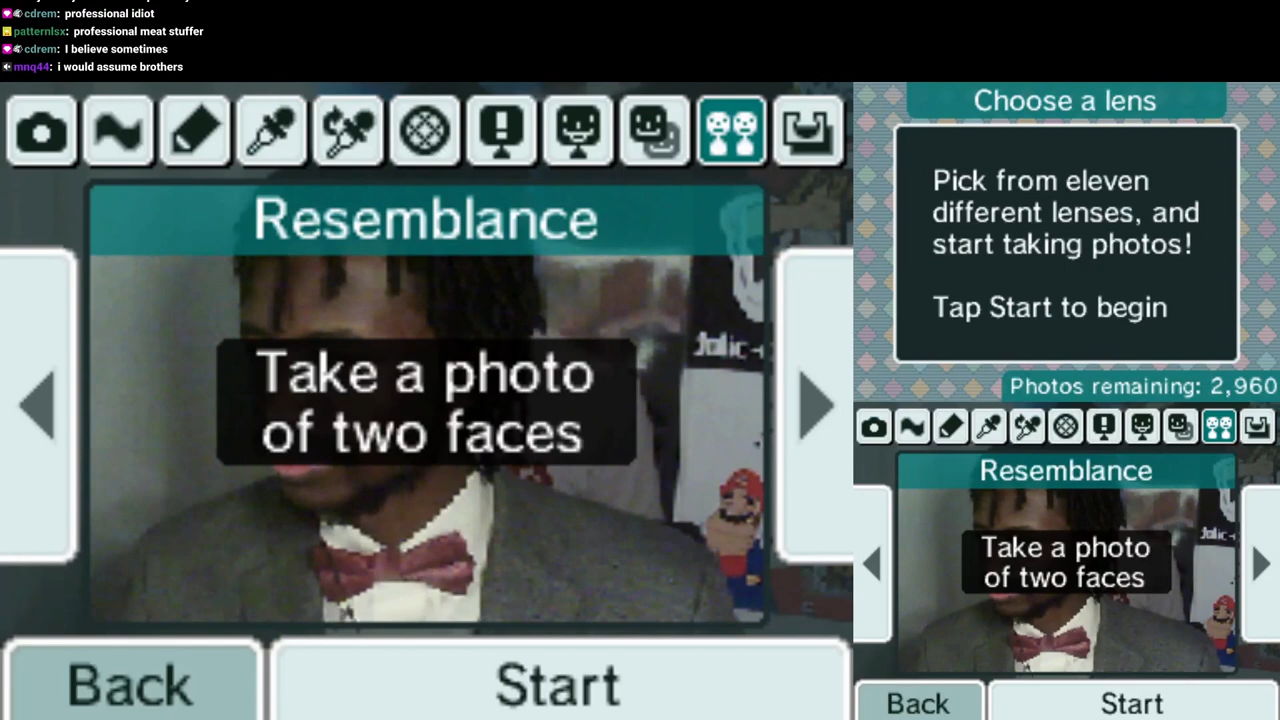 cdrem: professional idiot
patternlsx: professional meat stuffer
cdrem: I believe sometimes
mnq44: i would assume brothers
Resemblance
Take a photo
of two faces
Back
Start
Choose a lens
Pick from eleven
different lenses, and
start taking photos!
Tap Start to begin
Photos remaining: 2,960
Resemblance
Take a photo
of two faces
Back
Start